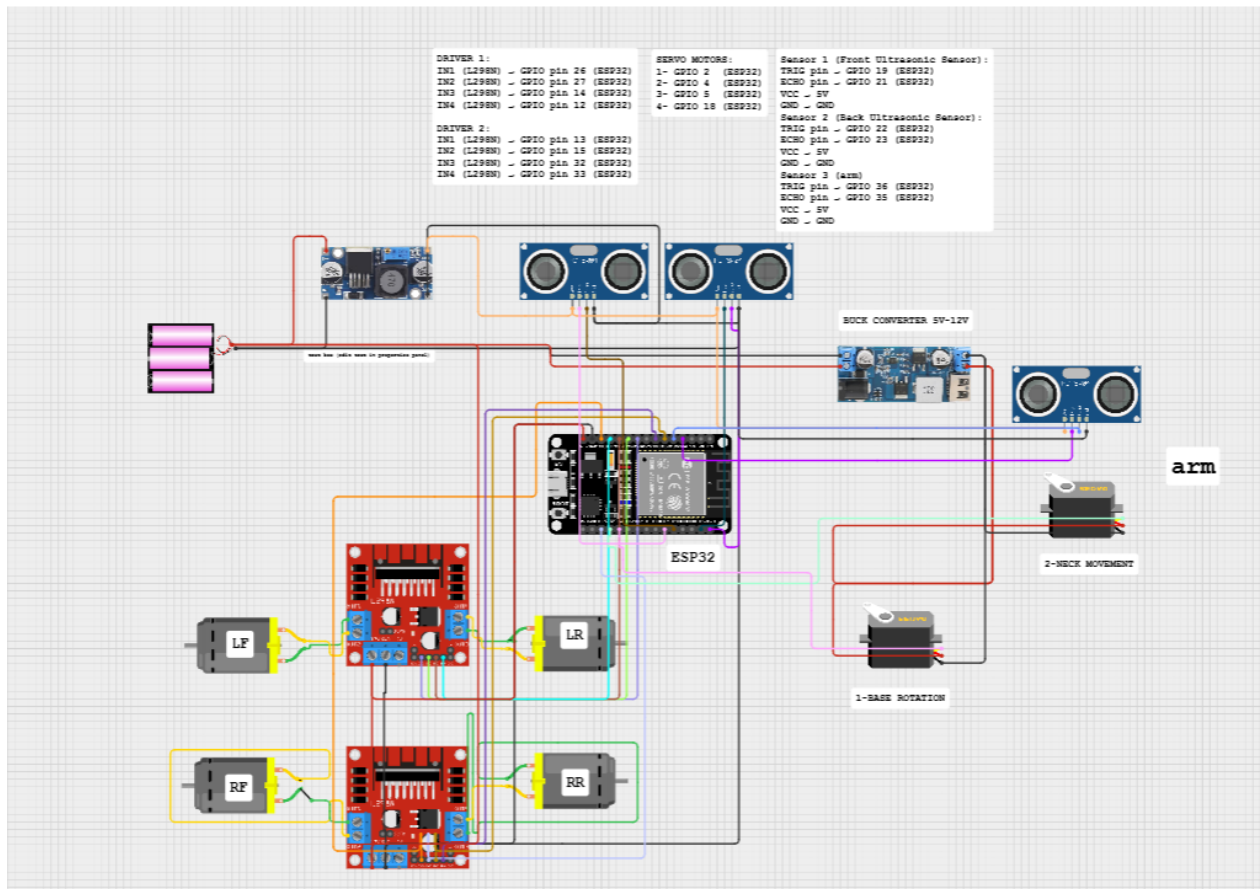 DRIVER 1:
IN1 (L298N) → GPIO pin 26 (ESP32)
IN2 (L298N) → GPIO pin 27 (ESP32)
IN3 (L298N) → GPIO pin 14 (ESP32)
IN4 (L298N) → GPIO pin 12 (ESP32)
DRIVER 2:
IN1 (L298N) → GPIO pin 13 (ESP32)
IN2 (L298N) → GPIO pin 15 (ESP32)
IN3 (L298N) → GPIO pin 32 (ESP32)
IN4 (L298N) → GPIO pin 33 (ESP32)
SERVO MOTORS:
1- GPIO 2 (ESP32)
2- GPIO 4 (ESP32)
3- GPIO 5 (ESP32)
4- GPIO 18 (ESP32)
Sensor 1 (Front Ultrasonic Sensor):
TRIG pin → GPIO 19 (ESP32)
ECHO pin → GPIO 21 (ESP32)
VCC → 5V
GND → GND
Sensor 2 (Back Ultrasonic Sensor):
TRIG pin → GPIO 22 (ESP32)
ECHO pin → GPIO 23 (ESP32)
VCC → 5V
GND → GND
Sensor 3 (arm)
TRIG pin → GPIO 36 (ESP32)
ECHO pin → GPIO 35 (ESP32)
VCC → 5V
GND → GND
BUCK CONVERTER 5V-12V
arm
ESP32
2-NECK MOVEMENT
LF
LR
1-BASE ROTATION
RF
RR
L298N
L298N